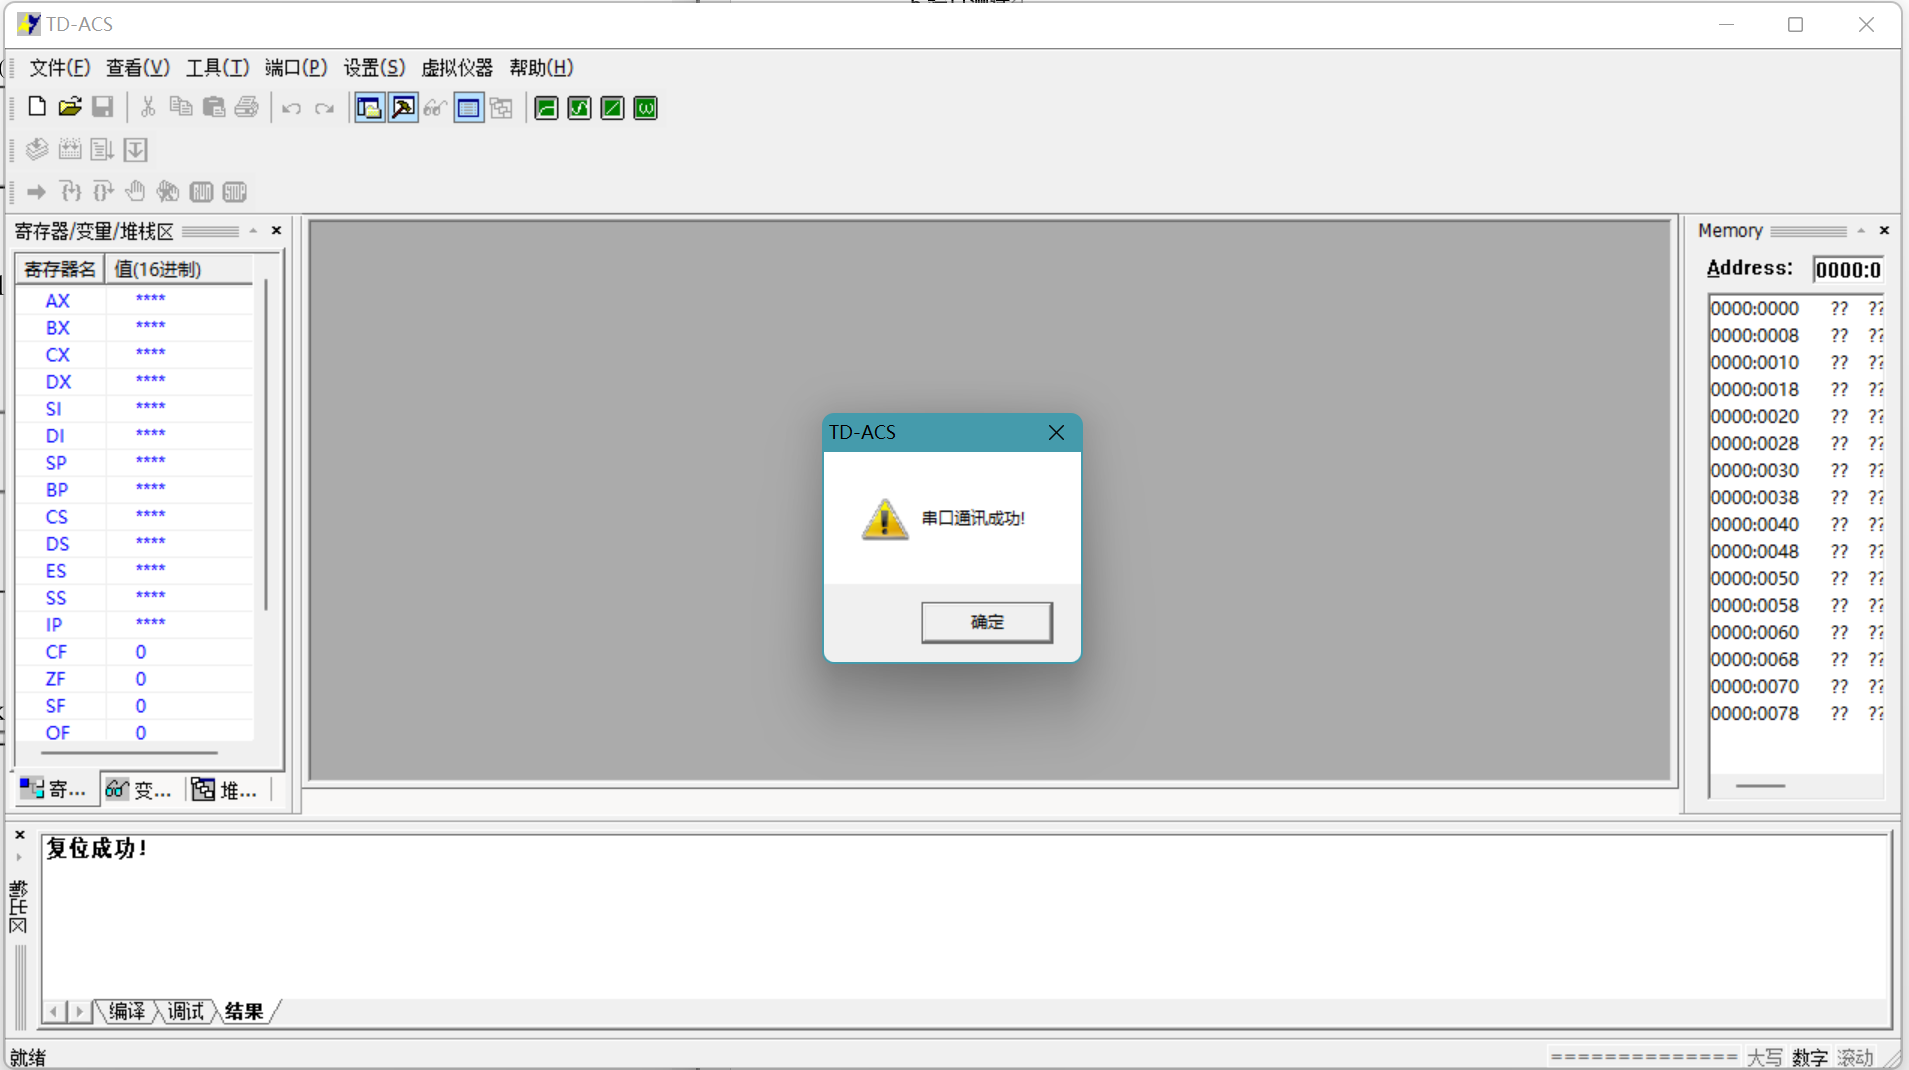 TD-ACS
文件(F) 查看(V) 工具(T) 端口(P) 设置(S) 虚拟仪器 帮助(H)
RUN STOP
寄存器/变量/堆栈区
寄存器名 值(16进制)
AX ****
BX ****
CX ****
DX ****
SI ****
DI ****
SP ****
BP ****
CS ****
DS ****
ES ****
SS ****
IP ****
CF 0
ZF 0
SF 0
OF 0
寄... 变... 堆...
TD-ACS
串口通讯成功!
确定
Memory
Address: 0000:0
0000:0000 ?? ??
0000:0008 ?? ??
0000:0010 ?? ??
0000:0018 ?? ??
0000:0020 ?? ??
0000:0028 ?? ??
0000:0030 ?? ??
0000:0038 ?? ??
0000:0040 ?? ??
0000:0048 ?? ??
0000:0050 ?? ??
0000:0058 ?? ??
0000:0060 ?? ??
0000:0068 ?? ??
0000:0070 ?? ??
0000:0078 ?? ??
复位成功!
编译 调试 结果
就绪
============== 大写 数字 滚动